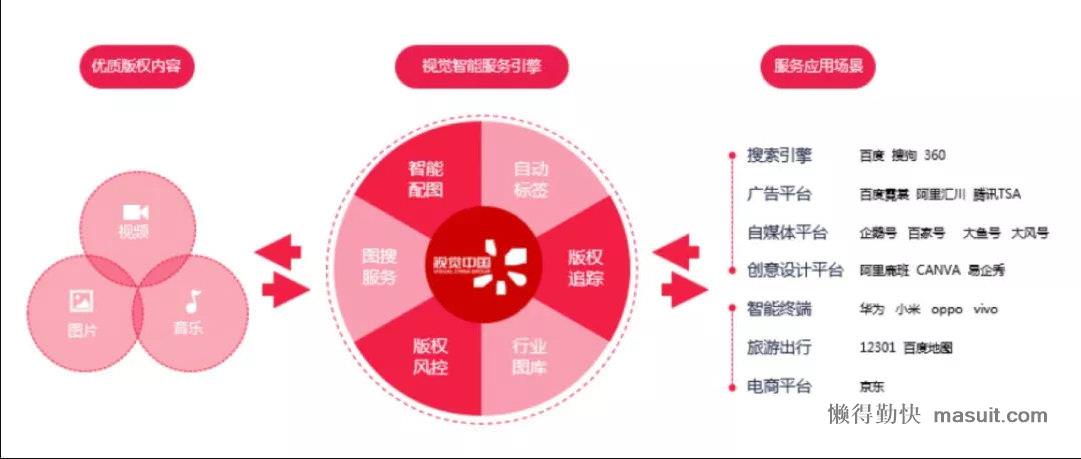 优质版权内容
视觉智能服务引擎
服务应用场景
视频
图片
音乐
智能
配图
自动
标签
图搜
服务
视觉中国
VISUAL CHINA GROUP
版权
追踪
版权
风控
行业
图库
搜索引擎 百度 搜狗 360
广告平台 百度霓裳 阿里汇川 腾讯TSA
自媒体平台 企鹅号 百家号 大鱼号 大风号
创意设计平台 阿里鹿班 CANVA 易企秀
智能终端 华为 小米 oppo vivo
旅游出行 12301 百度地图
电商平台 京东
懒得勤快 masuit.com